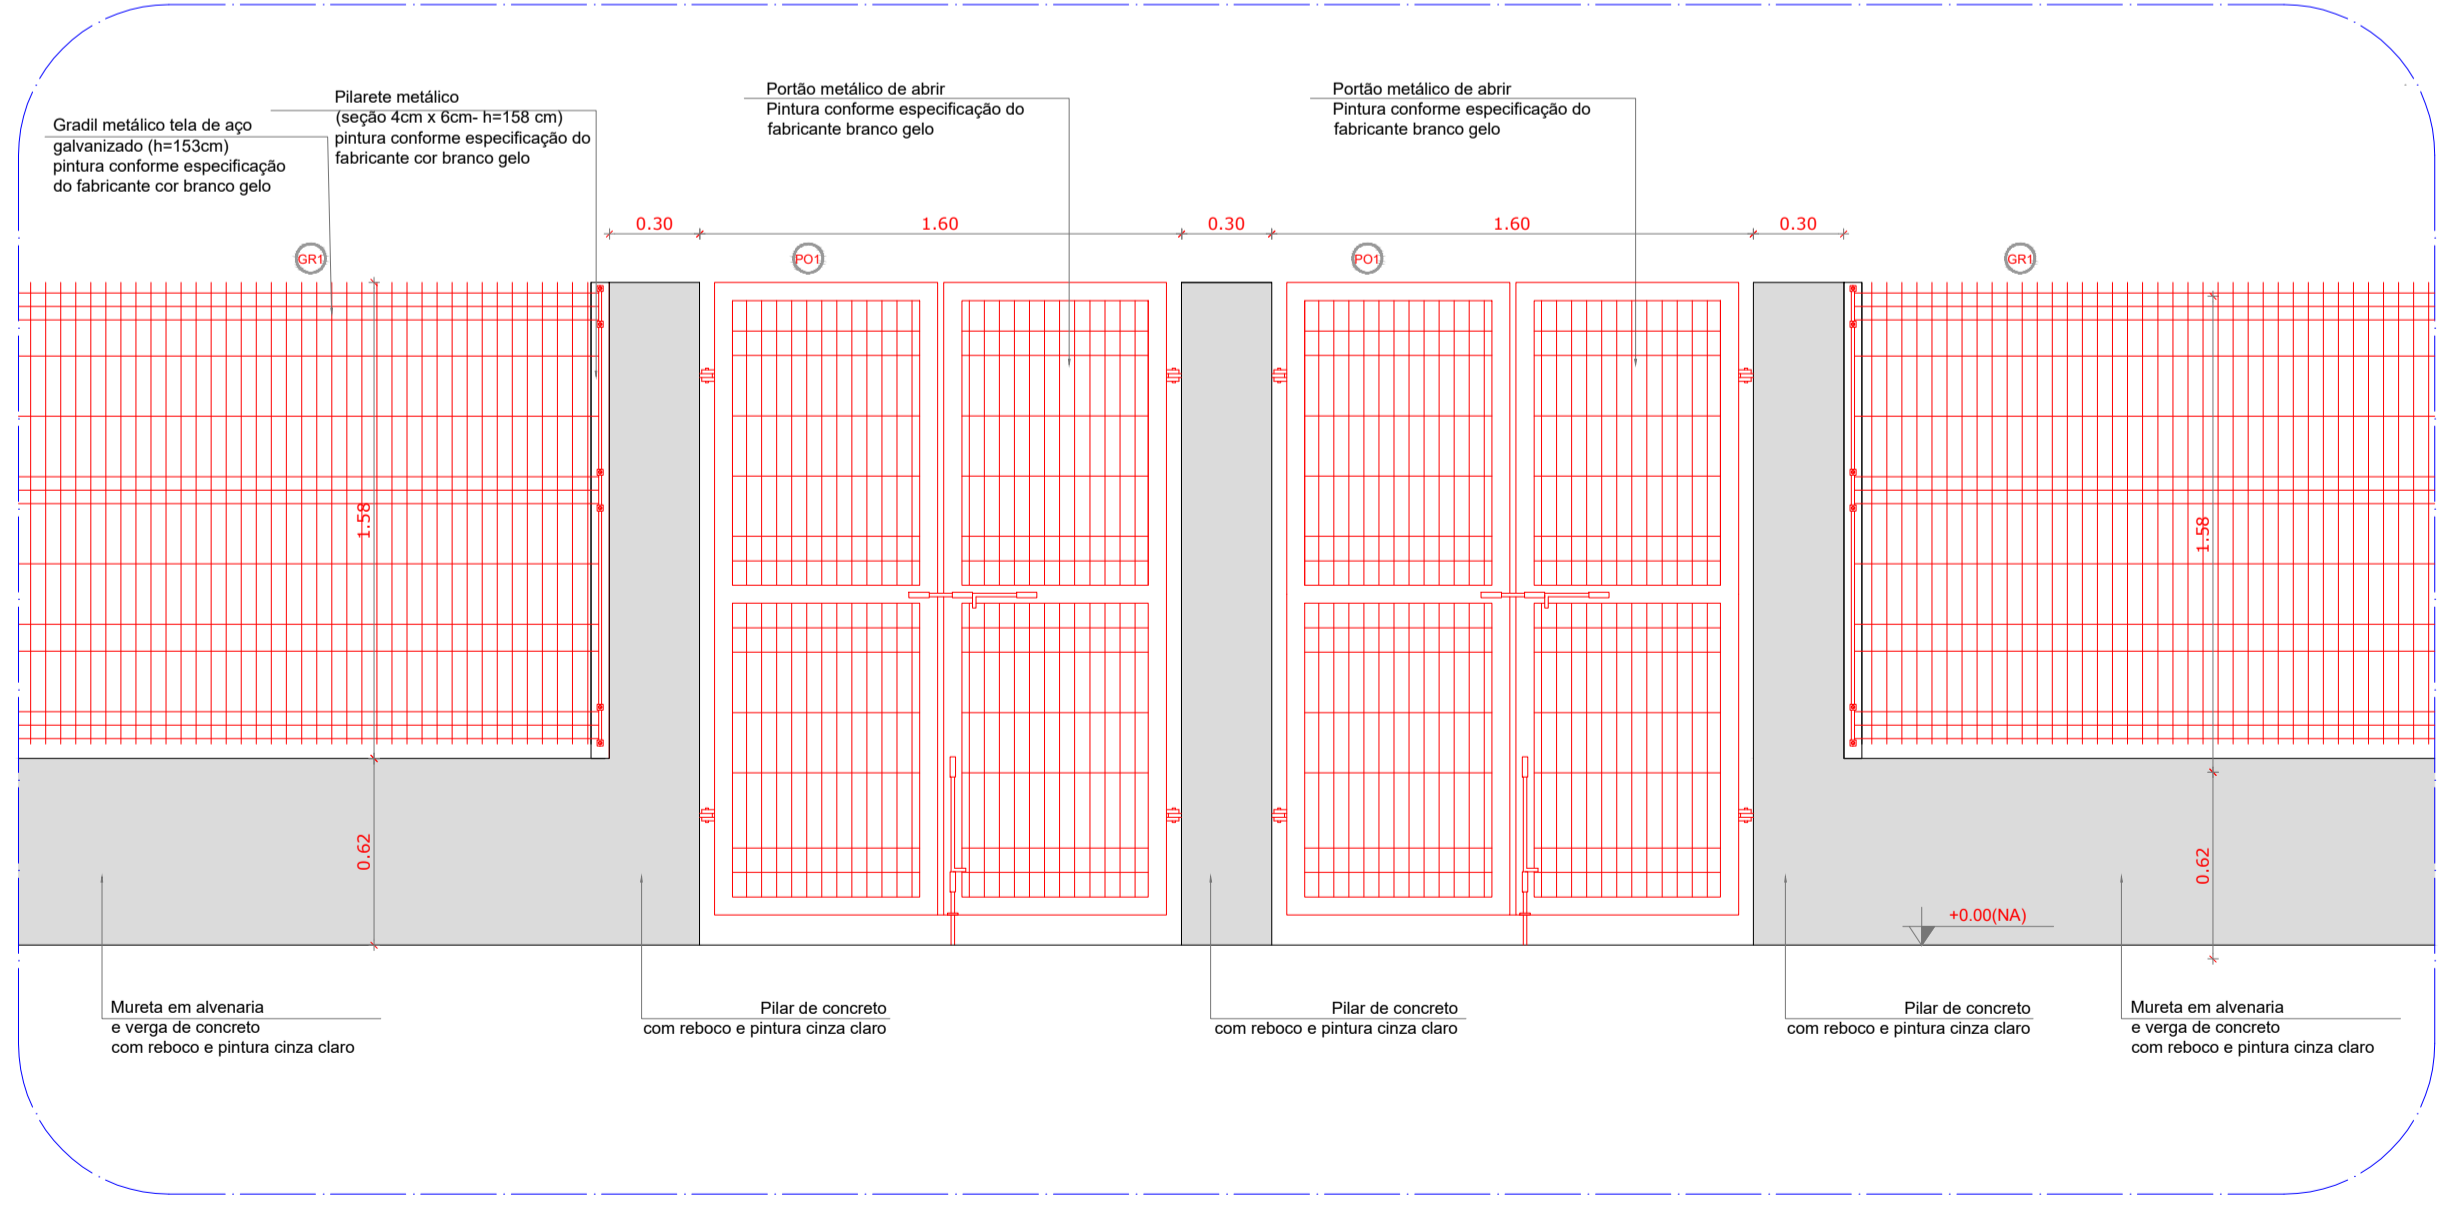 Portão metálico de abrir
Pintura conforme especificação do
fabricante branco gelo
Portão metálico de abrir
Pintura conforme especificação do
fabricante branco gelo
Pilarete metálico
(seção 4cm x 6cm- h=158 cm)
pintura conforme especificação do
fabricante cor branco gelo
Gradil metálico tela de aço
galvanizado (h=153cm)
pintura conforme especificação
do fabricante cor branco gelo
0.30
1.60
0.30
1.60
0.30
GR1
PO1
PO1
GR1
1.58
1.58
0.62
0.62
+0.00(NA)
Mureta em alvenaria
e verga de concreto
com reboco e pintura cinza claro
Pilar de concreto
com reboco e pintura cinza claro
Pilar de concreto
com reboco e pintura cinza claro
Pilar de concreto
com reboco e pintura cinza claro
Mureta em alvenaria
e verga de concreto
com reboco e pintura cinza claro